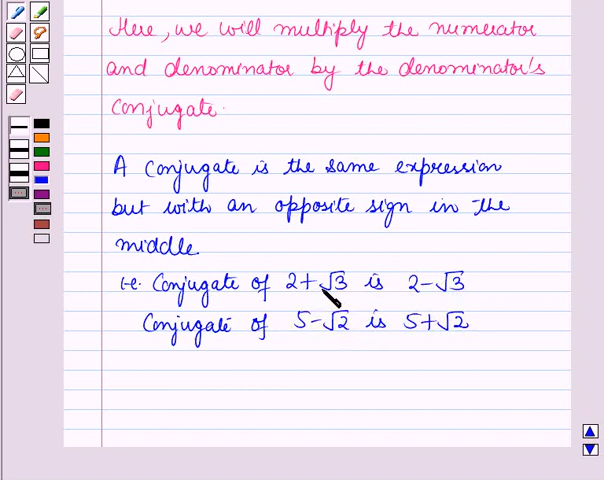 Here, we will multiply the numerator
and denominator by the denominator's
conjugate.
A conjugate is the same expression
but with an opposite sign in the
middle.
i.e. Conjugate of 2+√3 is 2-√3
Conjugate of 5-√2 is 5+√2